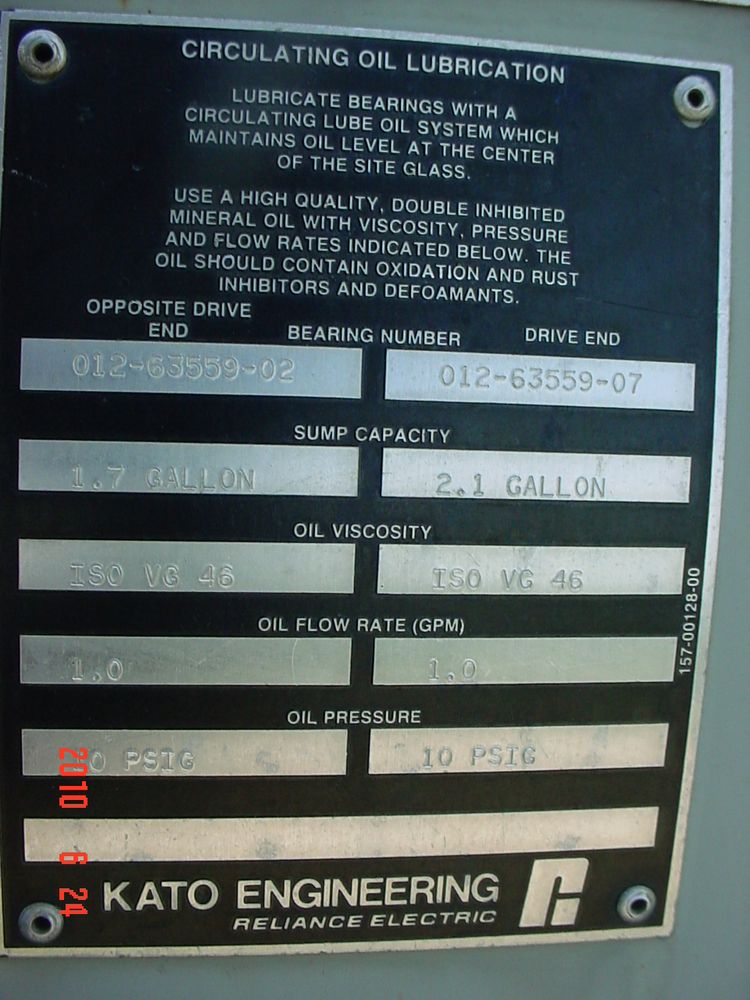 CIRCULATING OIL LUBRICATION
LUBRICATE BEARINGS WITH A
CIRCULATING LUBE OIL SYSTEM WHICH
MAINTAINS OIL LEVEL AT THE CENTER
OF THE SITE GLASS.
USE A HIGH QUALITY, DOUBLE INHIBITED
MINERAL OIL WITH VISCOSITY, PRESSURE
AND FLOW RATES INDICATED BELOW. THE
OIL SHOULD CONTAIN OXIDATION AND RUST
INHIBITORS AND DEFOAMANTS.
OPPOSITE DRIVE
END BEARING NUMBER DRIVE END
012-63559-02 012-63559-07
SUMP CAPACITY
1.7 GALLON 2.1 GALLON
OIL VISCOSITY
ISO VG 46 ISO VG 46
OIL FLOW RATE (GPM)
1.0 1.0
OIL PRESSURE
PSIG 10 PSIG
157-00128-00
KATO ENGINEERING
RELIANCE ELECTRIC
2010 6 24